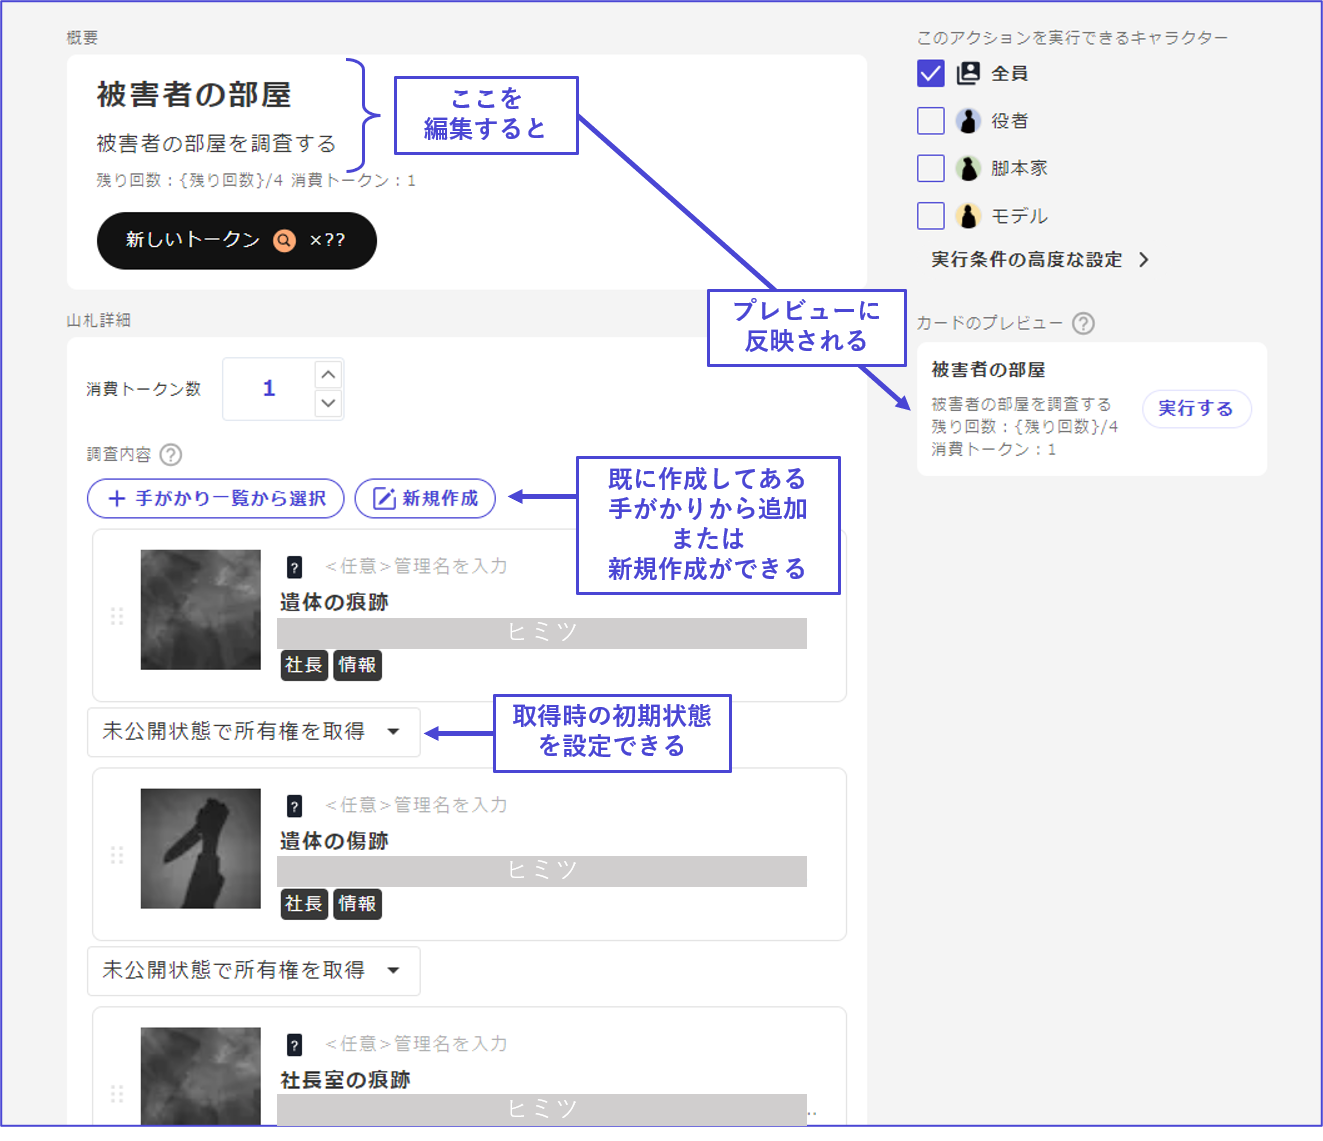 概要
被害者の部屋
被害者の部屋を調査する
残り回数：{残り回数}/4 消費トークン：1
新しいトークン ×??
ここを
編集すると
プレビューに
反映される
このアクションを実行できるキャラクター
全員
役者
脚本家
モデル
実行条件の高度な設定
カードのプレビュー ?
被害者の部屋
被害者の部屋を調査する
残り回数：{残り回数}/4
消費トークン：1
実行する
山札詳細
消費トークン数 1
調査内容 ?
＋ 手がかり一覧から選択 新規作成
既に作成してある
手がかりから追加
または
新規作成ができる
? <任意>管理名を入力
遺体の痕跡
ヒミツ
社長 情報
未公開状態で所有権を取得
取得時の初期状態
を設定できる
? <任意>管理名を入力
遺体の傷跡
ヒミツ
社長 情報
未公開状態で所有権を取得
? <任意>管理名を入力
社長室の痕跡
ヒミツ ..